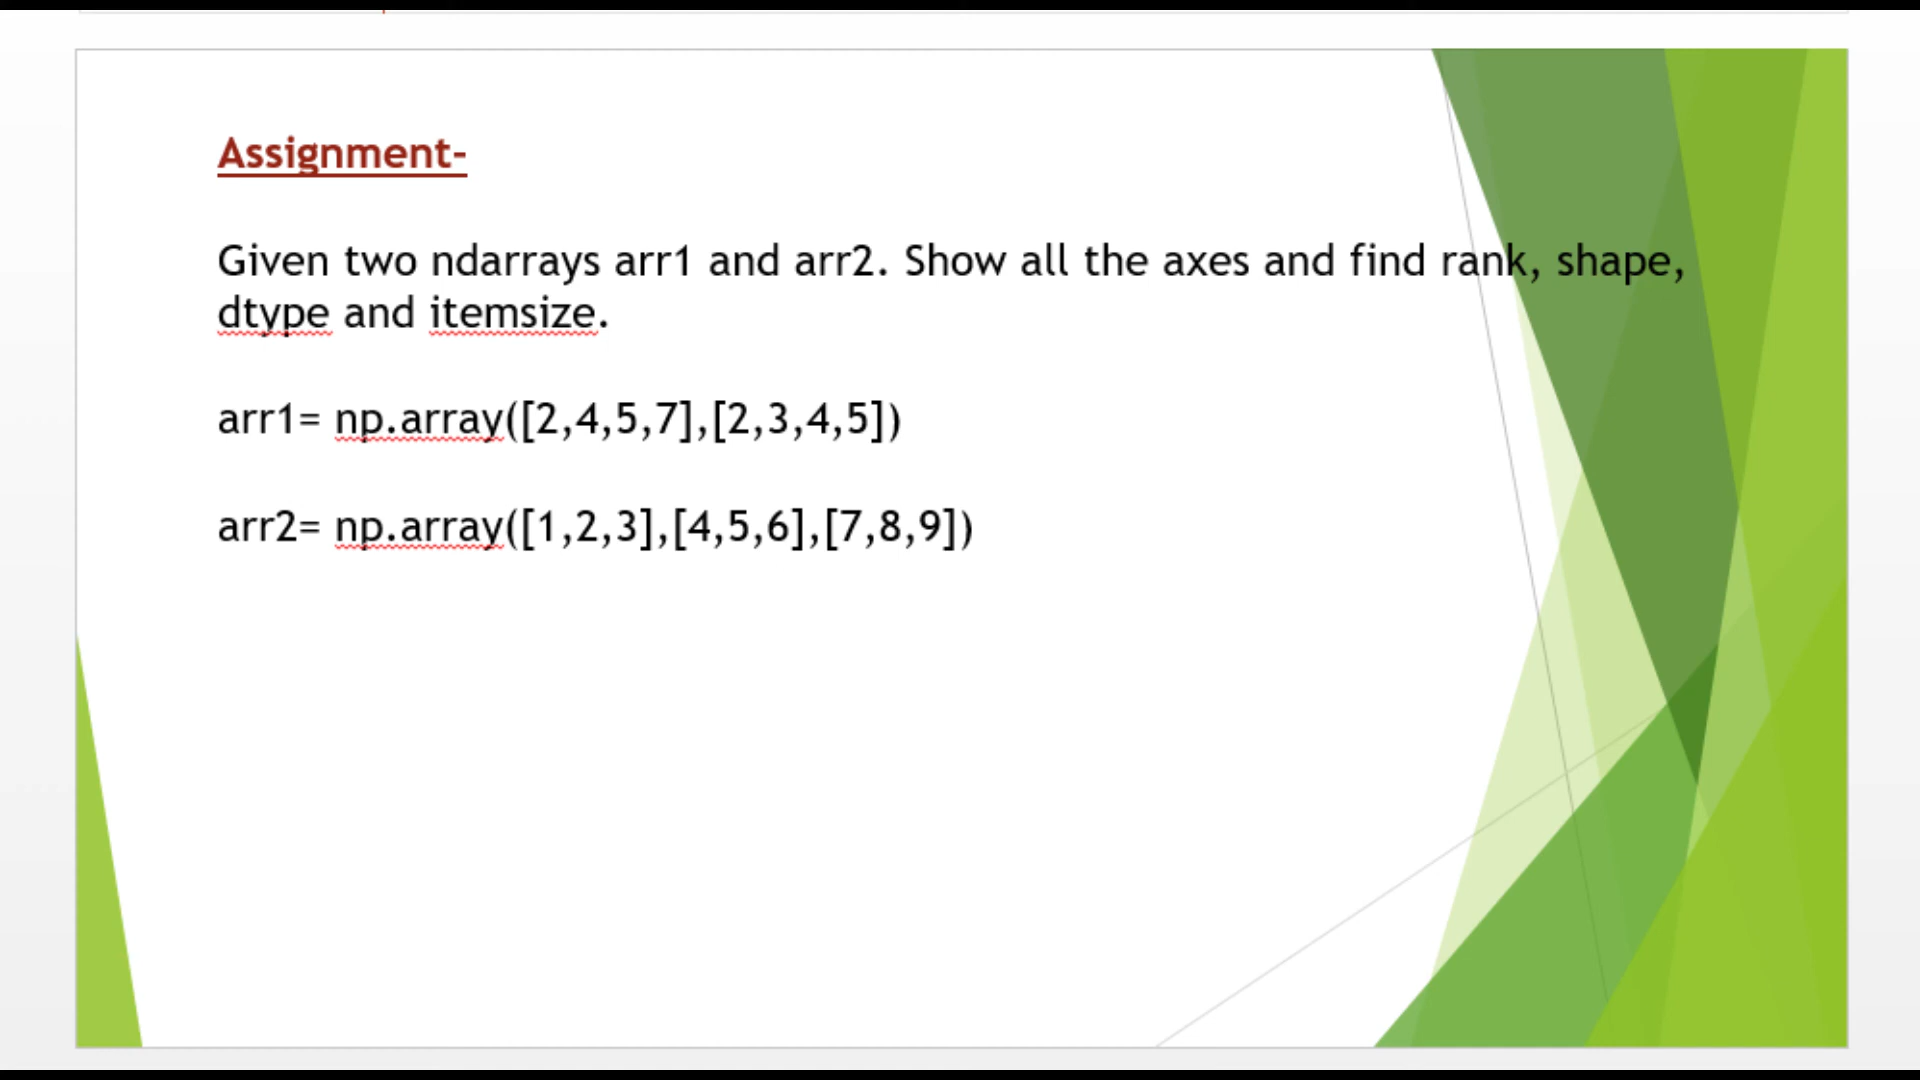 Assignment-
Given two ndarrays arr1 and arr2. Show all the axes and find rank, shape,
dtype and itemsize.
arr1= np.array([2,4,5,7],[2,3,4,5])
arr2= np.array([1,2,3],[4,5,6],[7,8,9])